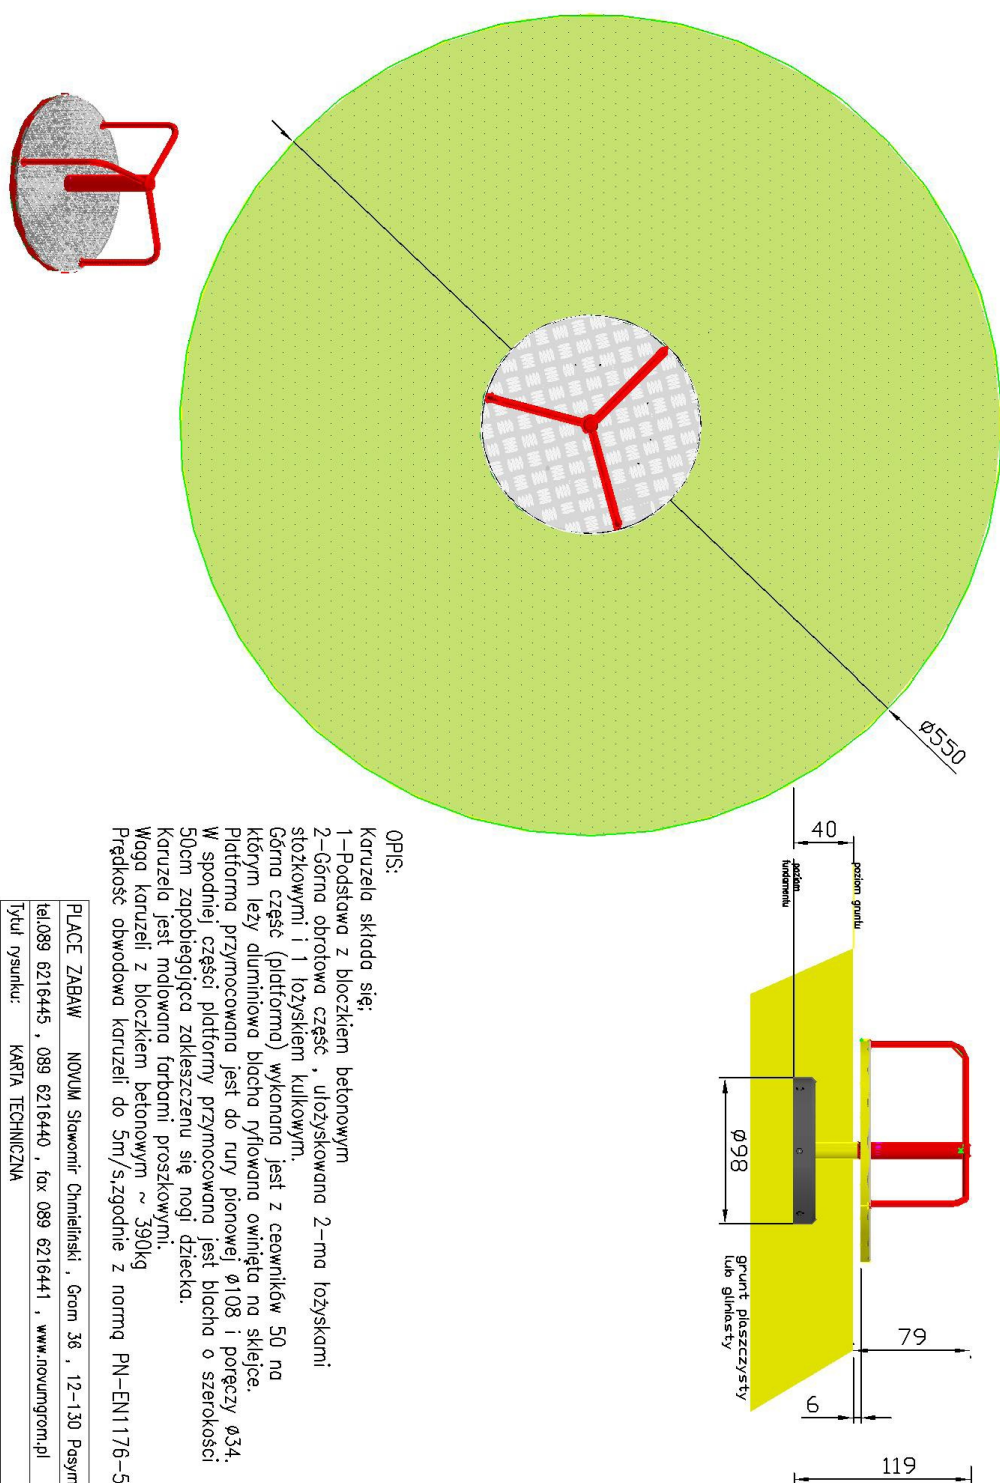 ø550
40
poziom gruntu
poziom
fundamentu
ø98
grunt piaszczysty
lub gliniasty
79
6
119
OPIS:
Karuzela składa się;
1-Podstawa z bloczkiem betonowym
2-Górna obrotowa część , ułożyskowana 2-ma łożyskami
stożkowymi i 1 łożyskiem kulkowym.
Górna część (platforma) wykonana jest z ceowników 50 na
którym leży aluminiowa blacha ryflowana owinięta na sklejce.
Platforma przymocowana jest do rury pionowej ø108 i poręczy ø34.
W spodniej części platformy przymocowana jest blacha o szerokości
50cm zapobiegająca zakleszczeniu się nogi dziecka.
Karuzela jest malowana farbami proszkowymi.
Waga karuzeli z bloczkiem betonowym ~ 390kg
Prędkość obwodowa karuzeli do 5m/s,zgodnie z normą PN-EN1176-5
PLACE ZABAW NOVUM Sławomir Chmieliński , Grom 36 , 12-130 Pasym
tel.089 6216445 , 089 6216440 , fax 089 6216441 , www.novumgrom.pl
Tytuł rysunku: KARTA TECHNICZNA